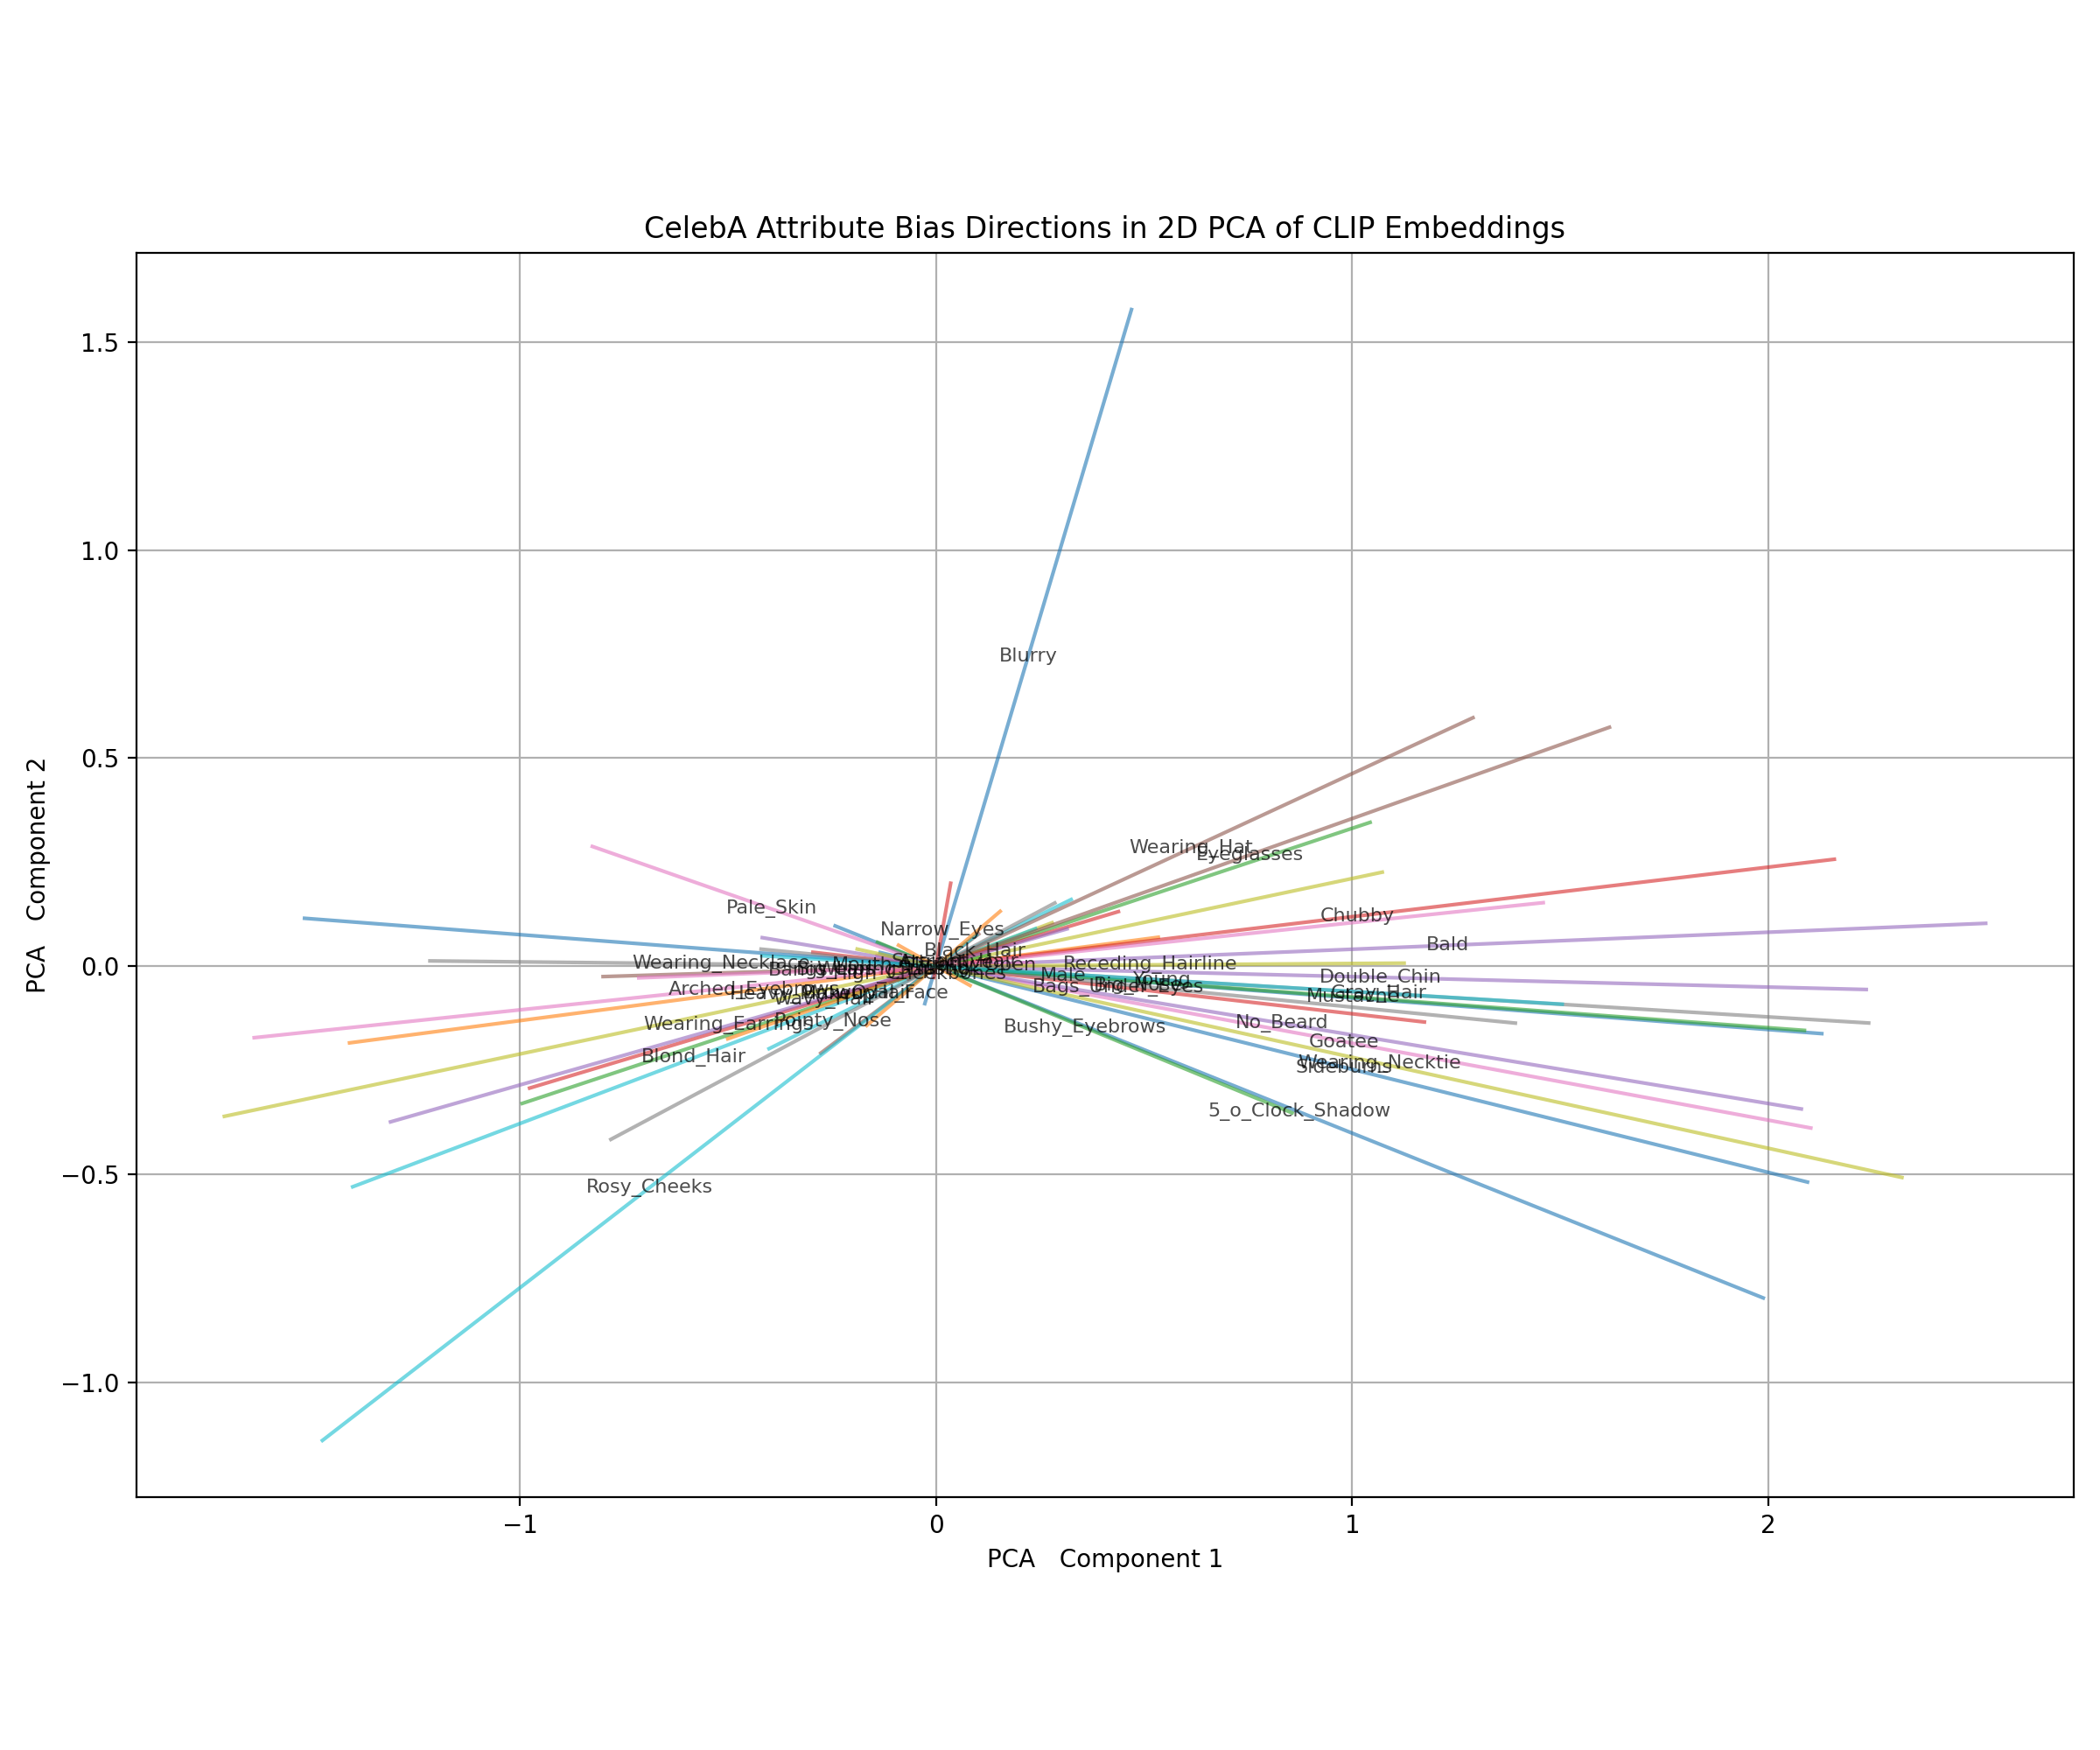 CelebA Attribute Bias Directions in 2D PCA of CLIP Embeddings
1.5
1.0
0.5
0.0
−0.5
−1.0
PCA   Component 2
Blurry
Wearing_Hat
Eyeglasses
Pale_Skin
Chubby
Narrow_Eyes
Bald
Black_Hair
Wearing_Necklace
Receding_Hairline
Male
Young
Double_Chin
Bags_Under_Eyes
Big_Nose
Gray_Hair
Mustache
Arched_Eyebrows
Wavy_Hair
Wearing_Earrings
Pointy_Nose
Bushy_Eyebrows
No_Beard
Goatee
Blond_Hair
Wearing_Necktie
Sideburns
5_o_Clock_Shadow
Rosy_Cheeks
−1
0
1
2
PCA   Component 1